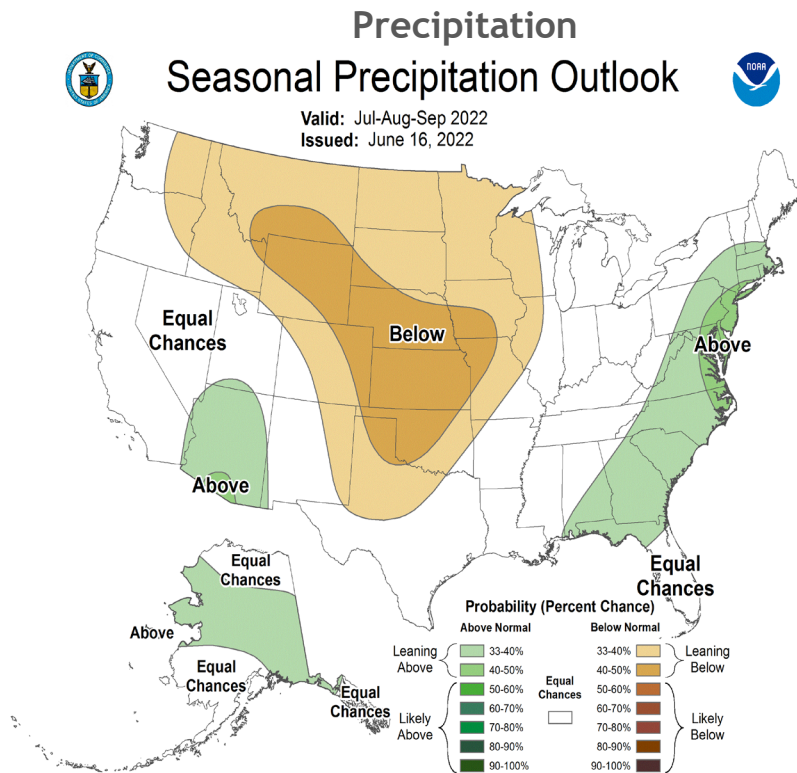 Precipitation
NOAA
Seasonal Precipitation Outlook
Valid: Jul-Aug-Sep 2022
Issued: June 16, 2022
Equal
Chances
Below
Above
Above
Equal
Chances
Equal
Chances
Above
Equal
Chances
Equal
Chances
Probability (Percent Chance)
Above Normal
Below Normal
Leaning
Above
33-40%
40-50%
50-60%
60-70%
70-80%
80-90%
90-100%
Likely
Above
Equal
Chances
33-40%
40-50%
50-60%
60-70%
70-80%
80-90%
90-100%
Leaning
Below
Likely
Below